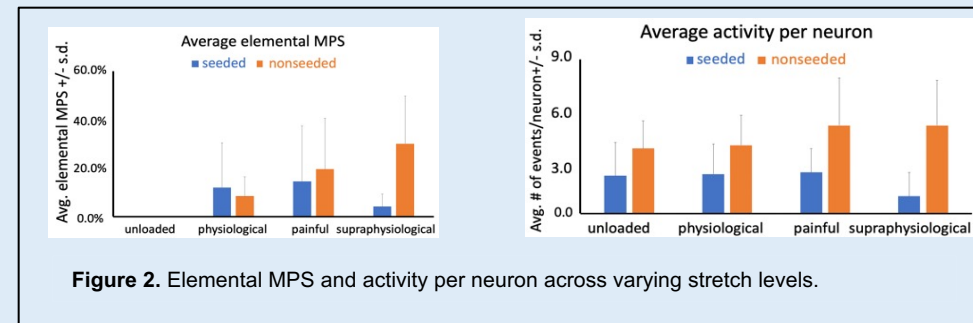 Average elemental MPS
seeded nonseeded
Avg. elemental MPS +/- s.d.
60.0%
40.0%
20.0%
0.0%
unloaded physiological painful supraphysiological
Average activity per neuron
seeded nonseeded
Avg. # of events/neuron+/- s.d.
9.0
6.0
3.0
0.0
unloaded physiological painful supraphysiological
Figure 2. Elemental MPS and activity per neuron across varying stretch levels.